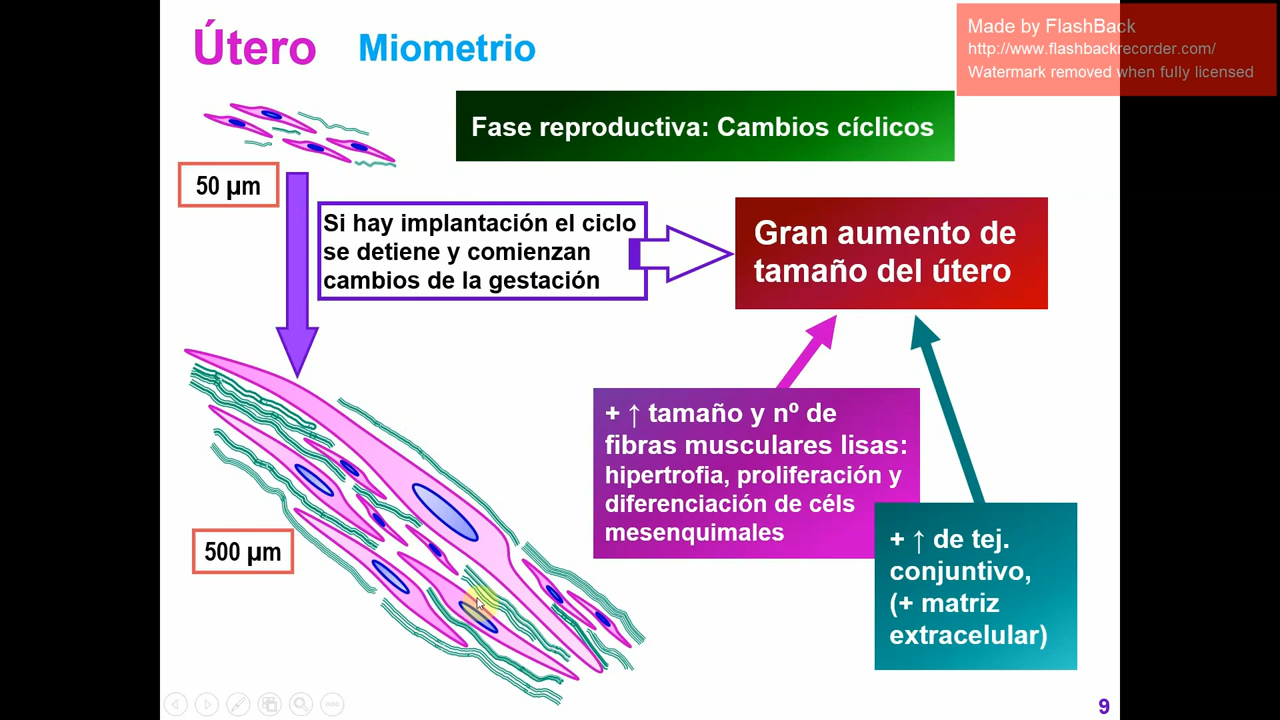 Útero Miometrio
Made by FlashBack
http://www.flashbackrecorder.com/
Watermark removed when fully licensed
Fase reproductiva: Cambios cíclicos
50 µm
Si hay implantación el ciclo
se detiene y comienzan
cambios de la gestación
Gran aumento de
tamaño del útero
+ ↑ tamaño y nº de
fibras musculares lisas:
hipertrofia, proliferación y
diferenciación de céls
mesenquimales
500 µm
+ ↑ de tej.
conjuntivo,
(+ matriz
extracelular)
9